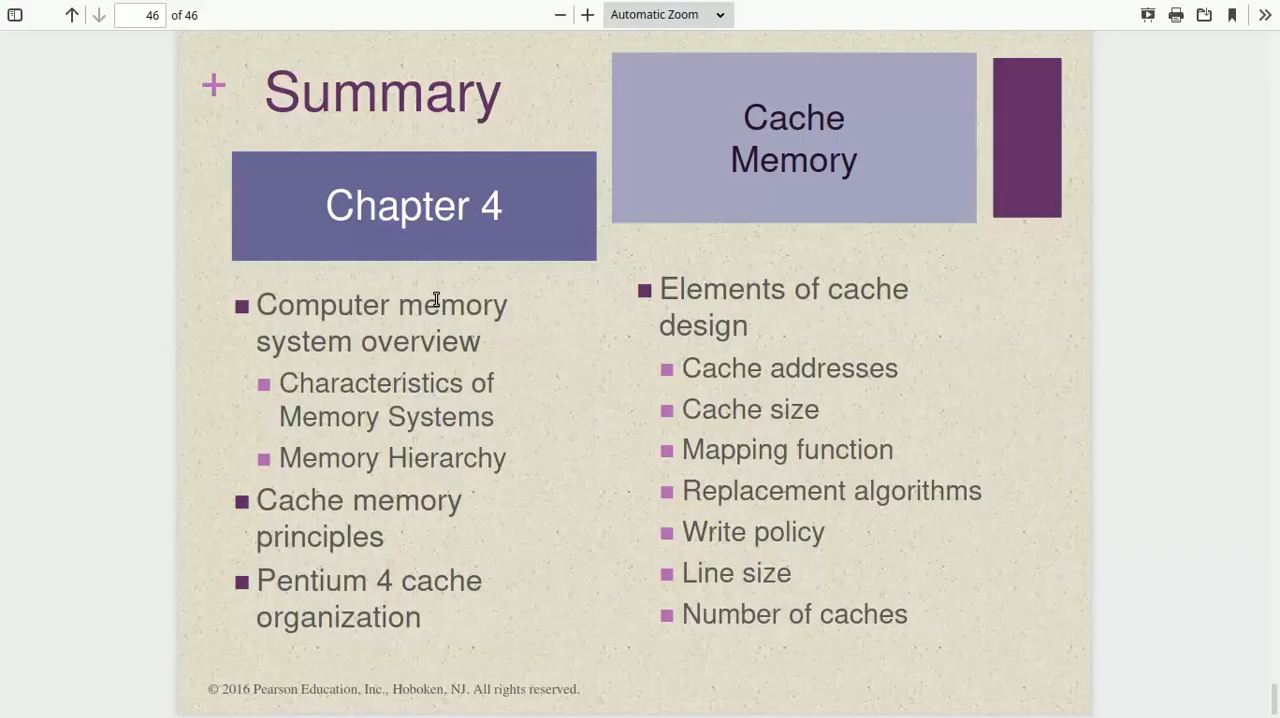 46 of 46
Automatic Zoom
+ Summary
Chapter 4
Cache
Memory
■ Computer memory
system overview
■ Characteristics of
Memory Systems
■ Memory Hierarchy
■ Cache memory
principles
■ Pentium 4 cache
organization
■ Elements of cache
design
■ Cache addresses
■ Cache size
■ Mapping function
■ Replacement algorithms
■ Write policy
■ Line size
■ Number of caches
© 2016 Pearson Education, Inc., Hoboken, NJ. All rights reserved.